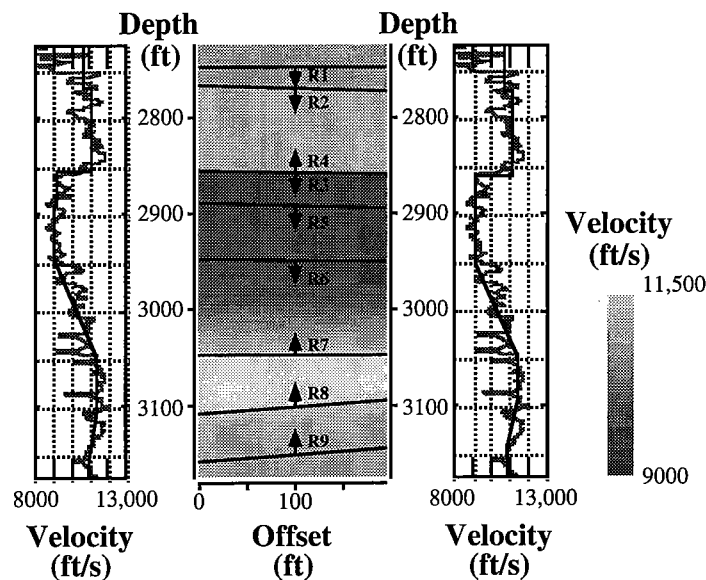 Depth
(ft)
Depth
(ft)
R1
R2
R4
R3
R5
R6
R7
R8
R9
2800
2900
3000
3100
2800
2900
3000
3100
8000 13,000
Velocity
(ft/s)
0 100
Offset
(ft)
8000 13,000
Velocity
(ft/s)
Velocity
(ft/s)
11,500
9000